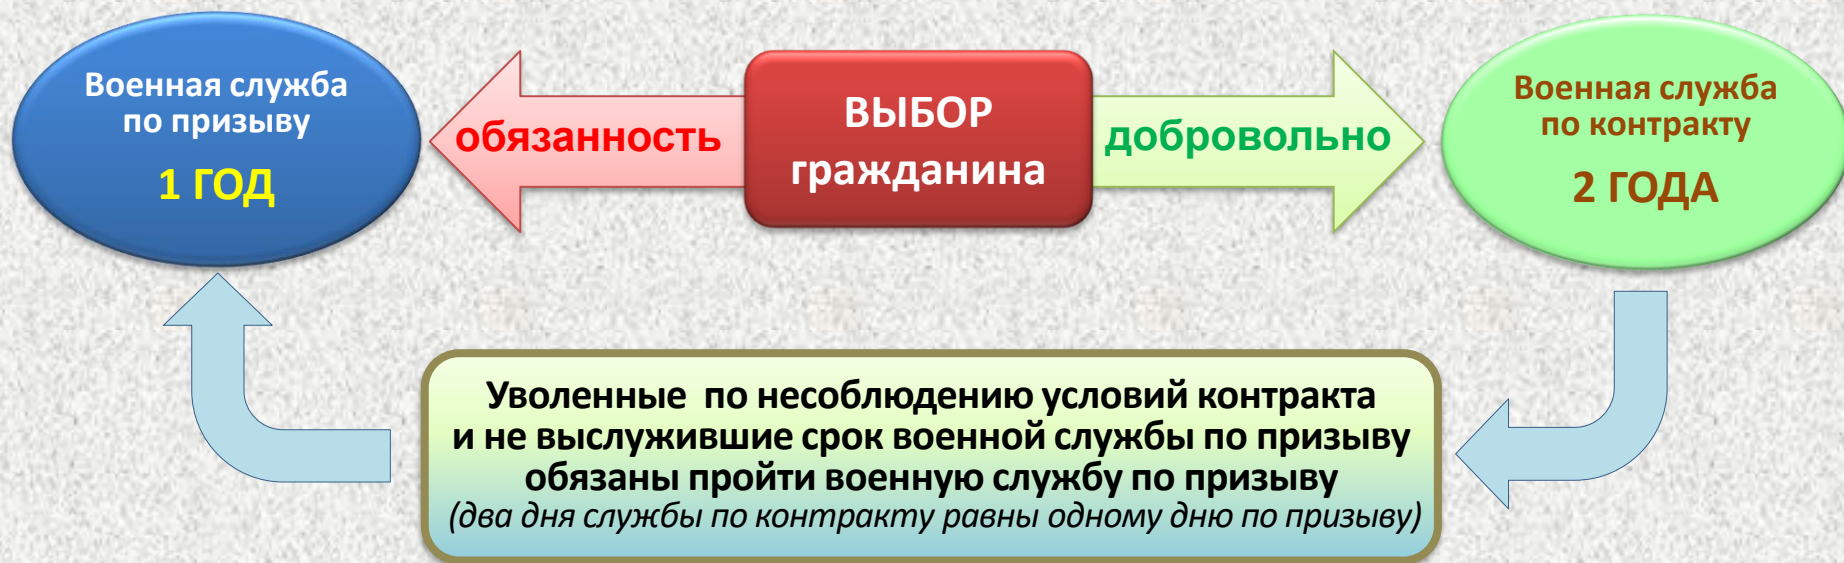 Военная служба
по призыву
1 ГОД
обязанность
ВЫБОР
гражданина
добровольно
Военная служба
по контракту
2 ГОДА
Уволенные по несоблюдению условий контракта
и не выслужившие срок военной службы по призыву
обязаны пройти военную службу по призыву
(два дня службы по контракту равны одному дню по призыву)